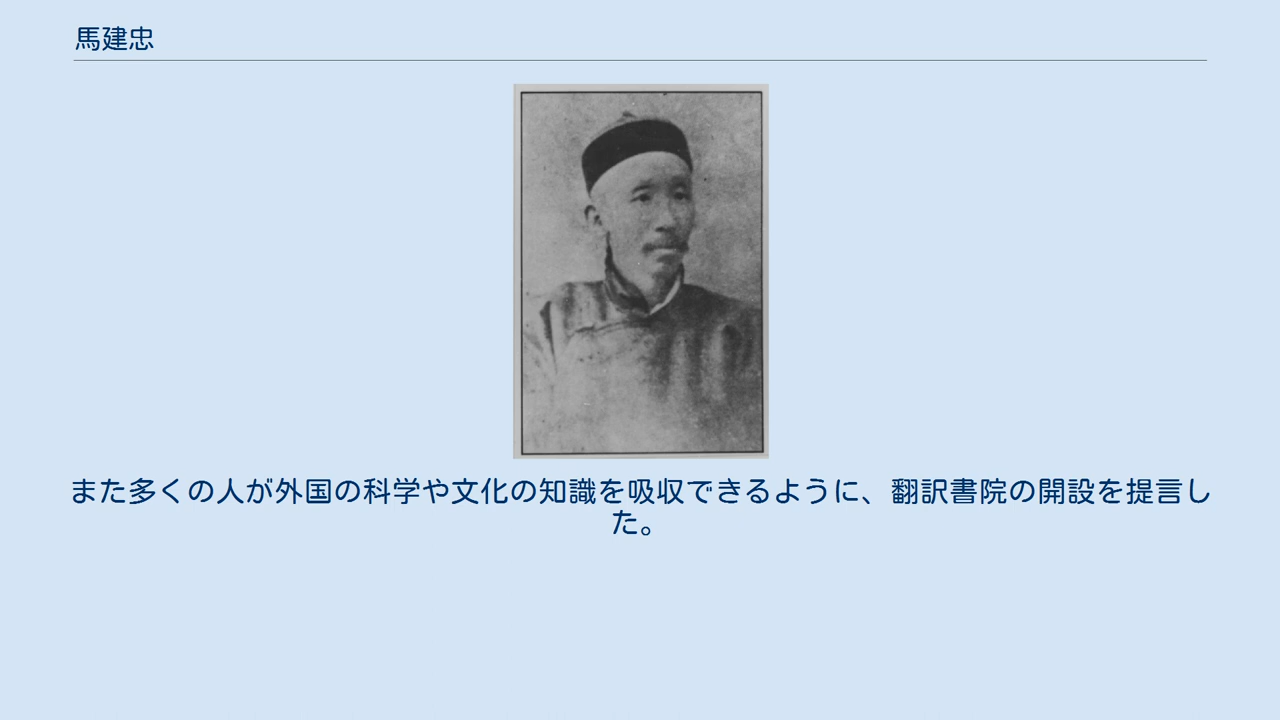 馬建忠
また多くの人が外国の科学や文化の知識を吸収できるように、翻訳書院の開設を提言し
た。